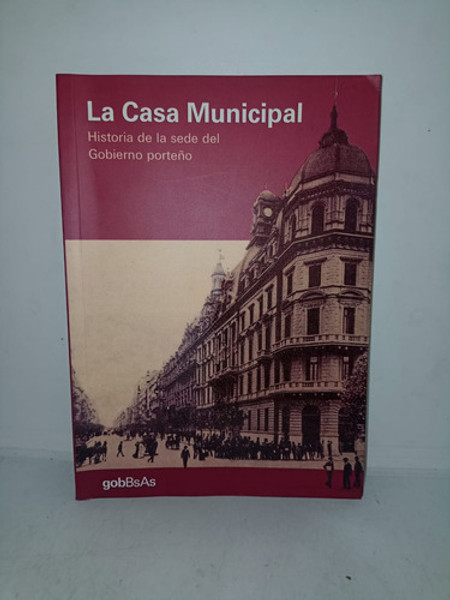 La Casa Municipal
Historia de la sede del
Gobierno porteño
gobBsAs